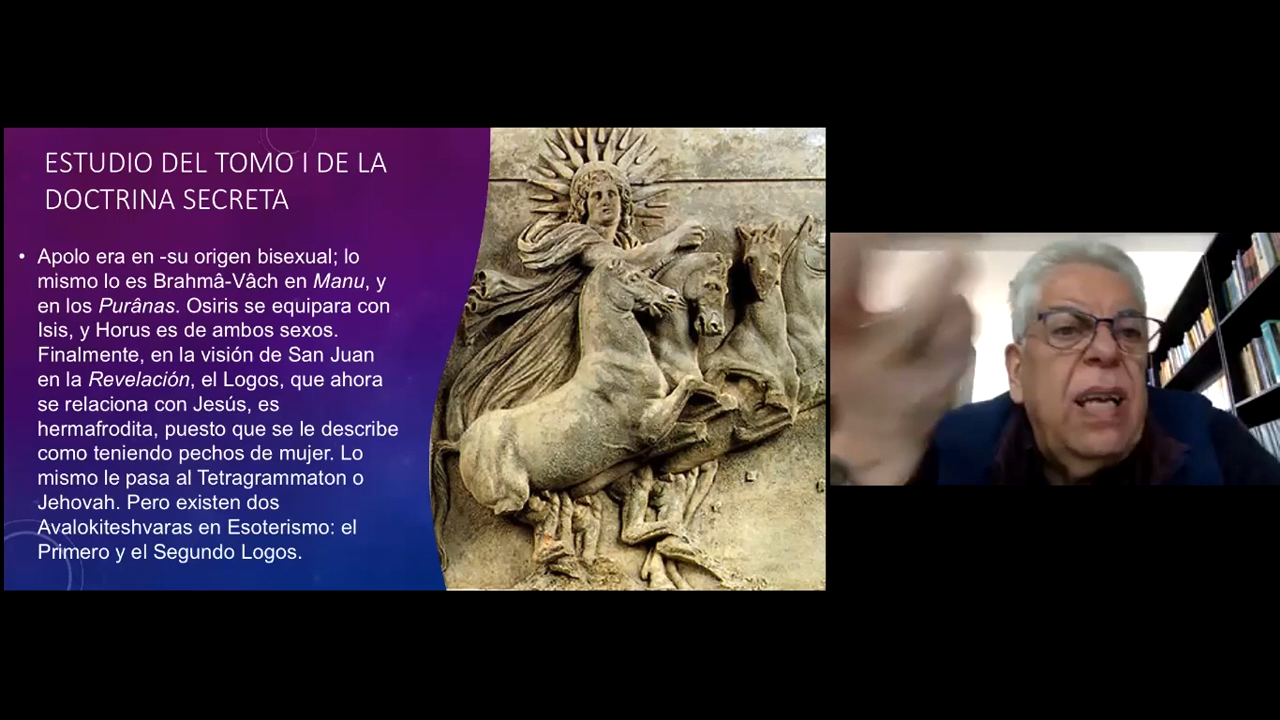 ESTUDIO DEL TOMO I DE LA
DOCTRINA SECRETA
• Apolo era en -su origen bisexual; lo
mismo lo es Brahmâ-Vâch en Manu, y
en los Purânas. Osiris se equipara con
Isis, y Horus es de ambos sexos.
Finalmente, en la visión de San Juan
en la Revelación, el Logos, que ahora
se relaciona con Jesús, es
hermafrodita, puesto que se le describe
como teniendo pechos de mujer. Lo
mismo le pasa al Tetragrammaton o
Jehovah. Pero existen dos
Avalokiteshvaras en Esoterismo: el
Primero y el Segundo Logos.